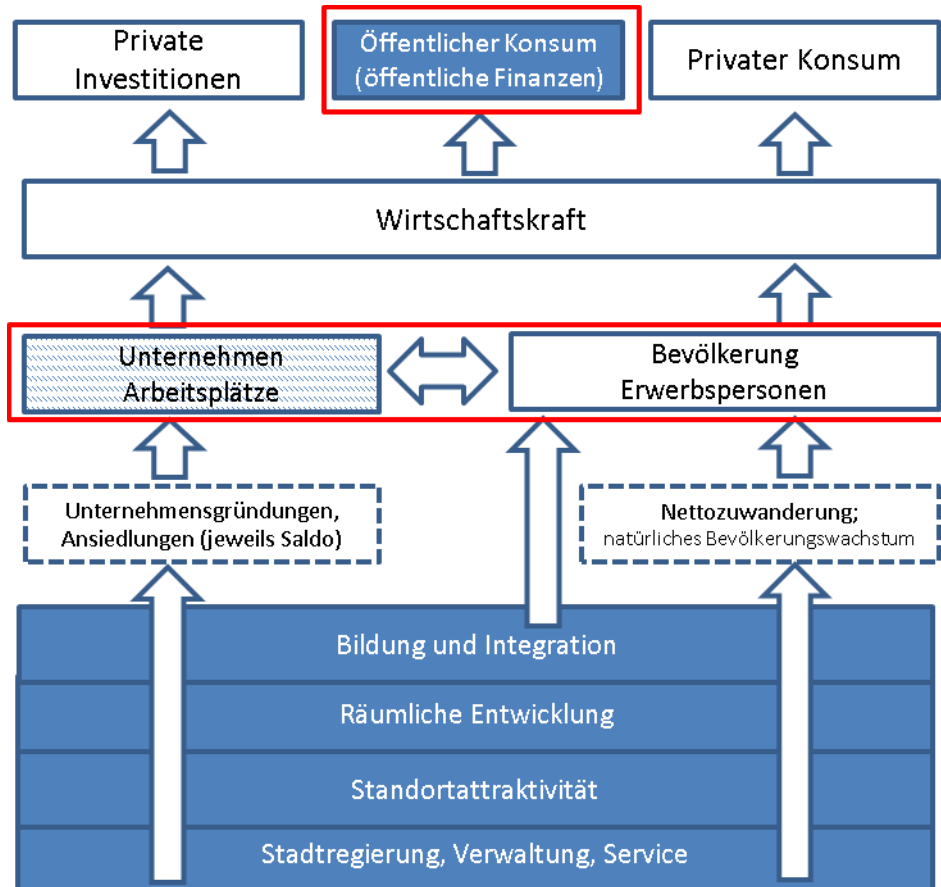 Private
Investitionen
Öffentlicher Konsum
(öffentliche Finanzen)
Privater Konsum
Wirtschaftskraft
Unternehmen
Arbeitsplätze
Bevölkerung
Erwerbspersonen
Unternehmensgründungen,
Ansiedlungen (jeweils Saldo)
Nettozuwanderung;
natürliches Bevölkerungswachstum
Bildung und Integration
Räumliche Entwicklung
Standortattraktivität
Stadtregierung, Verwaltung, Service